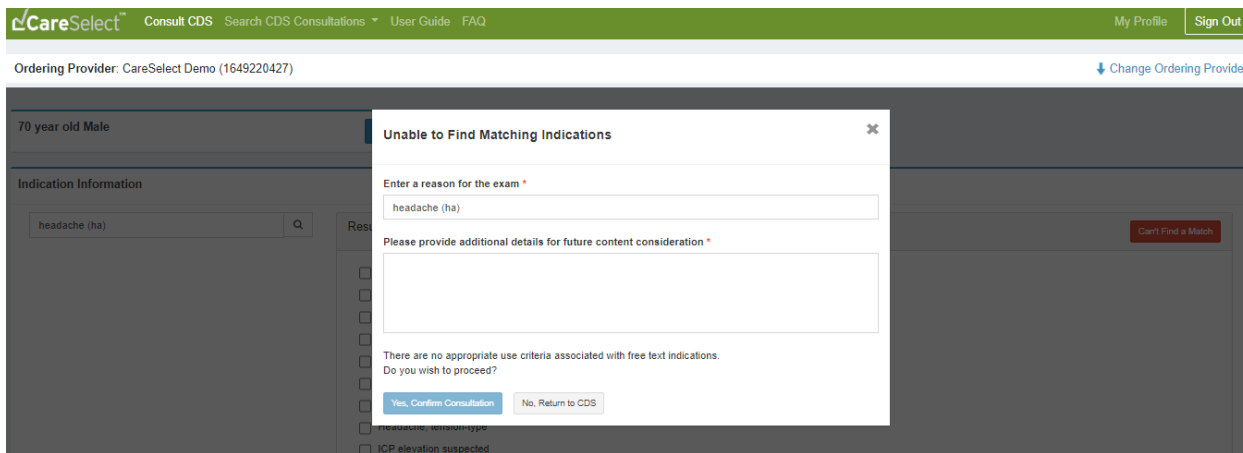 CareSelect™ Consult CDS Search CDS Consultations User Guide FAQ My Profile Sign Out
Ordering Provider: CareSelect Demo (1649220427) Change Ordering Provide
70 year old Male
Unable to Find Matching Indications
Indication Information
Enter a reason for the exam *
headache (ha)
headache (ha)
Resu
Can't Find a Match
Please provide additional details for future content consideration *
There are no appropriate use criteria associated with free text indications.
Do you wish to proceed?
Yes, Confirm Consultation No, Return to CDS
Headache, tension-type
ICP elevation suspected